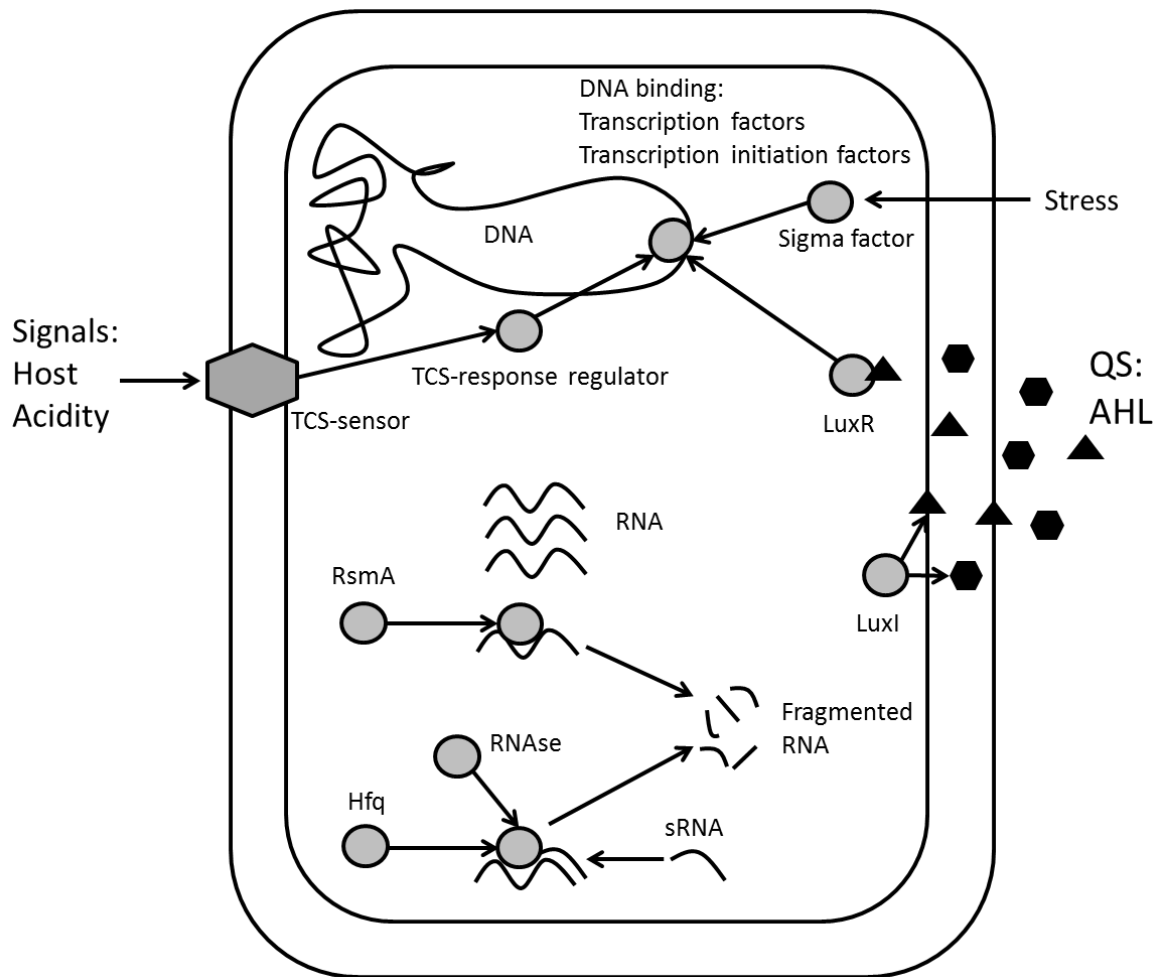 DNA binding:
Transcription factors
Transcription initiation factors
Stress
DNA
Sigma factor
Signals:
Host
Acidity
TCS-response regulator
TCS-sensor
LuxR
QS:
AHL
RNA
RsmA
LuxI
Fragmented
RNA
RNAse
Hfq
sRNA